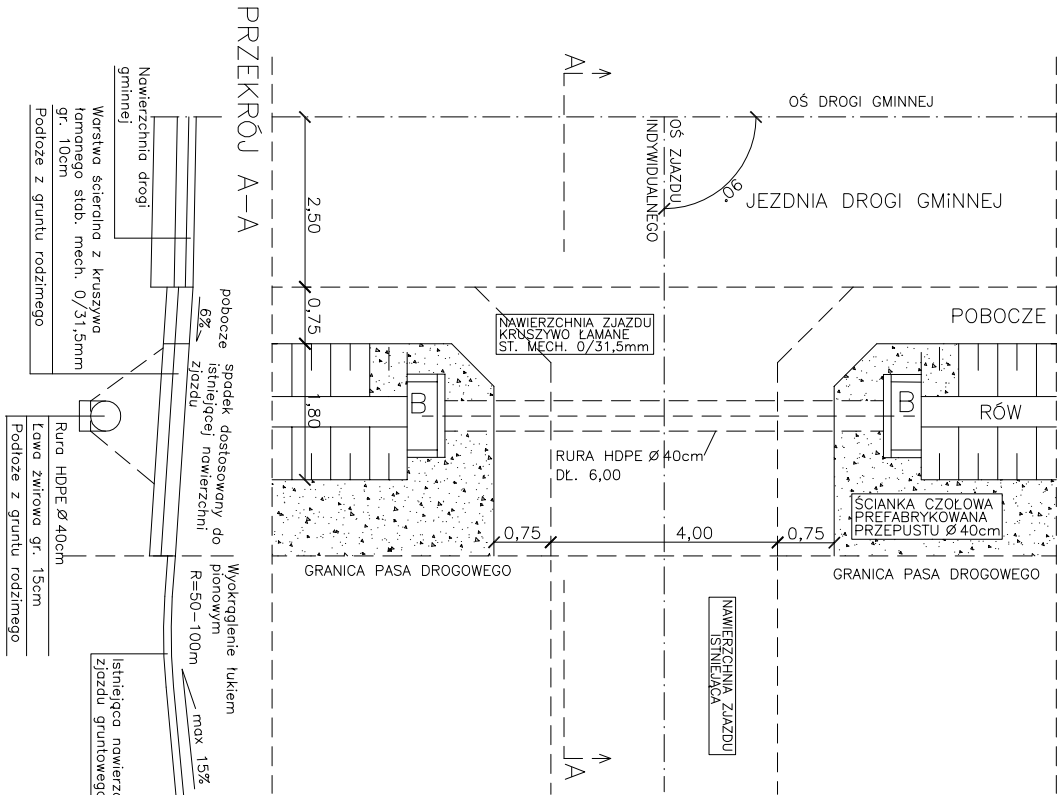 PRZEKRÓJ A-A
Nawierzchnia drogi
gminnej
Warstwa ścieralna z kruszywa
łamanego stab. mech. 0/31,5mm
gr. 10cm
Podłoże z gruntu rodzimego
pobocze
6%
spadek dostosowany do
istniejącej nawierzchni
zjazdu
Rura HDPE Ø 40cm
Ława żwirowa gr. 15cm
Podłoże z gruntu rodzimego
Wyokrąglenie łukiem
pionowym
R=50-100m
max 15%
zjazdu gruntowego
Istniejąca
A
OŚ DROGI GMINNEJ
OŚ ZJAZDU
INDYWIDUALNEGO
90°
JEZDNIA DROGI GMiNNEJ
2,50
0,75
1,80
POBOCZE
NAWIERZCHNIA ZJAZDU
KRUSZYWO ŁAMANE
ST. MECH. 0/31,5mm
B
B
RÓW
RURA HDPE Ø 40cm
DŁ. 6,00
ŚCIANKA CZOŁOWA
PREFABRYKOWANA
PRZEPUSTU Ø 40cm
0,75
4,00
0,75
GRANICA PASA DROGOWEGO
GRANICA PASA DROGOWEGO
NAWIERZCHNIA ZJAZDU
ISTNIEJĄCA
A